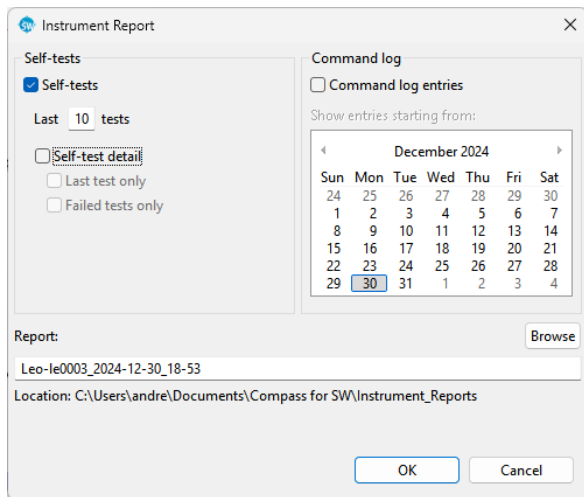 Instrument Report
Self-tests
Self-tests
Last 10 tests
Self-test detail
Last test only
Failed tests only
Command log
Command log entries
Show entries starting from:
December 2024
Sun Mon Tue Wed Thu Fri Sat
24 25 26 27 28 29 30
1 2 3 4 5 6 7
8 9 10 11 12 13 14
15 16 17 18 19 20 21
22 23 24 25 26 27 28
29 30 31 1 2 3 4
Report:
Browse
Leo-le0003_2024-12-30_18-53
Location: C:\Users\andre\Documents\Compass for SW\Instrument_Reports
OK Cancel